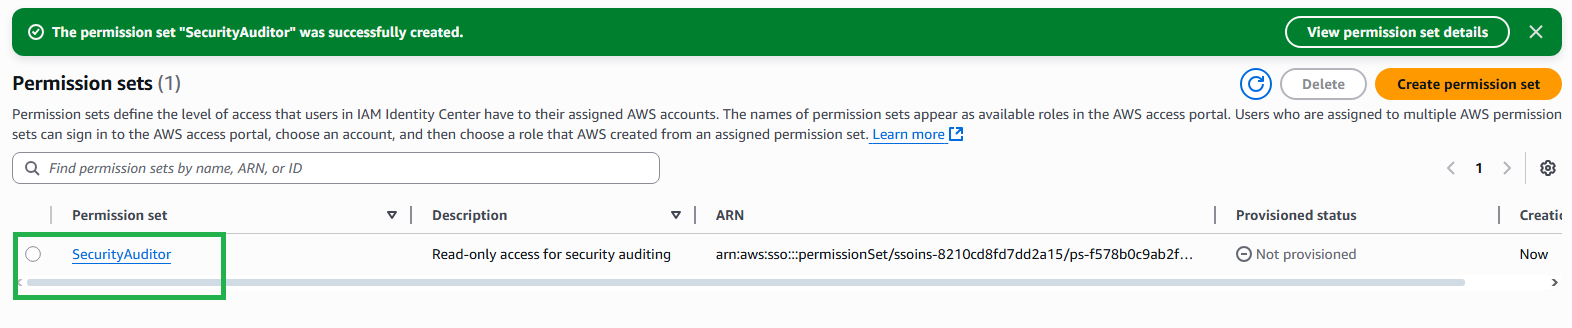 The permission set "SecurityAuditor" was successfully created.
View permission set details
Permission sets (1)
Delete
Create permission set
Permission sets define the level of access that users in IAM Identity Center have to their assigned AWS accounts. The names of permission sets appear as available roles in the AWS access portal. Users who are assigned to multiple AWS permission
sets can sign in to the AWS access portal, choose an account, and then choose a role that AWS created from an assigned permission set. Learn more
Find permission sets by name, ARN, or ID
1
Permission set
Description
ARN
Provisioned status
Creatio
SecurityAuditor
Read-only access for security auditing
arn:aws:sso:::permissionSet/ssoins-8210cd8fd7dd2a15/ps-f578b0c9ab2f...
Not provisioned
Now